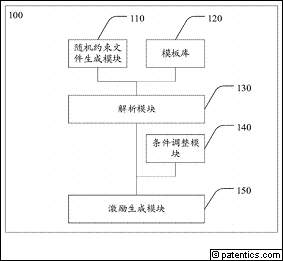 100
110
120
随机约束文
件生成模块
模板库
130
解析模块
140
条件调整模
块
150
激励生成模块
© patentics.com